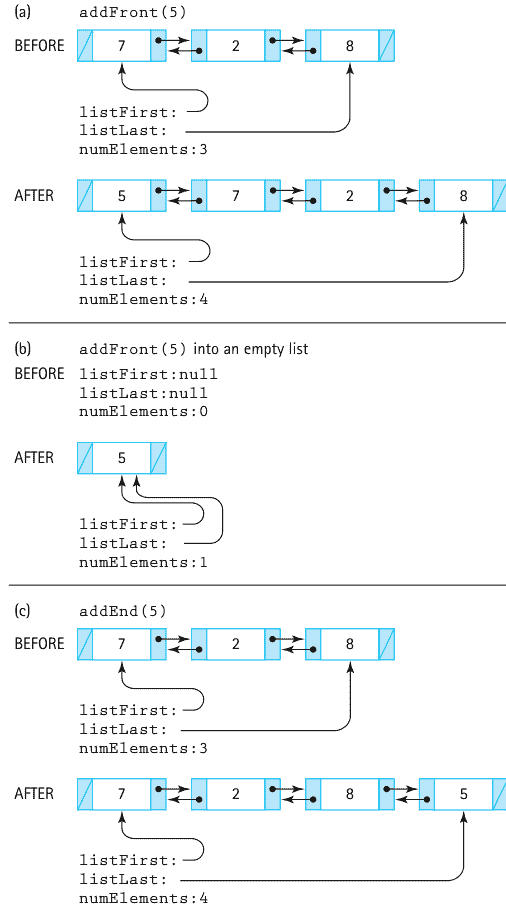 (a) addFront(5)
BEFORE 7 2 8
listFirst:
listLast:
numElements:3
AFTER 5 7 2 8
listFirst:
listLast:
numElements:4
(b) addFront(5) into an empty list
BEFORE listFirst:null
listLast:null
numElements:0
AFTER 5
listFirst:
listLast:
numElements:1
(c) addEnd(5)
BEFORE 7 2 8
listFirst:
listLast:
numElements:3
AFTER 7 2 8 5
listFirst:
listLast:
numElements:4